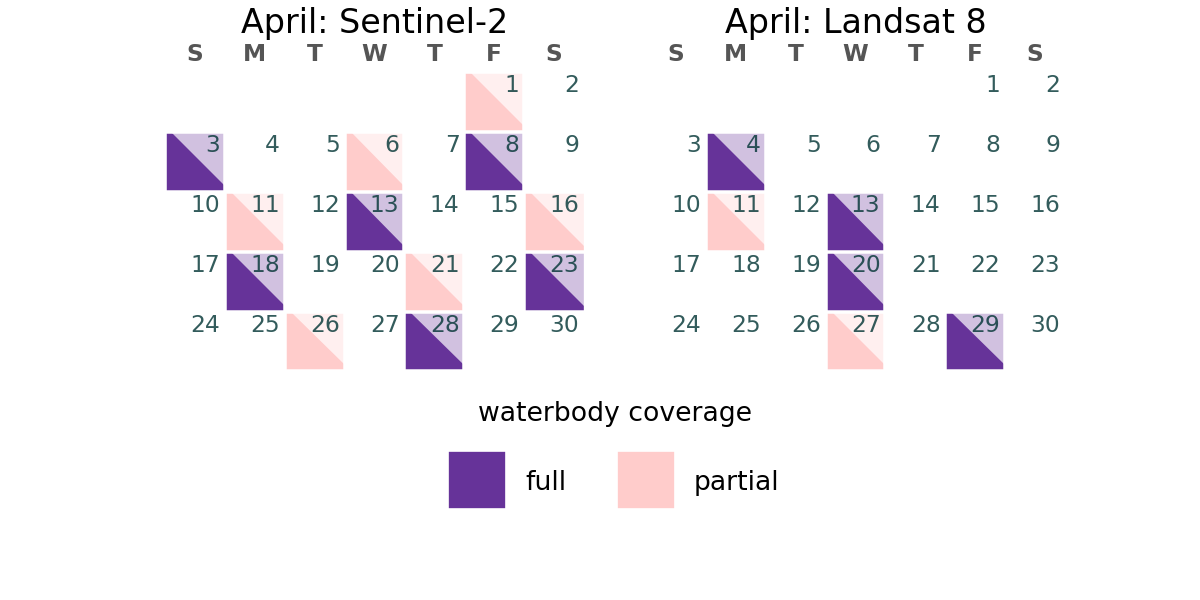 April: Sentinel-2
S M T W T F S
1 2
3 4 5 6 7 8 9
10 11 12 13 14 15 16
17 18 19 20 21 22 23
24 25 26 27 28 29 30
April: Landsat 8
S M T W T F S
1 2
3 4 5 6 7 8 9
10 11 12 13 14 15 16
17 18 19 20 21 22 23
24 25 26 27 28 29 30
waterbody coverage
full
partial